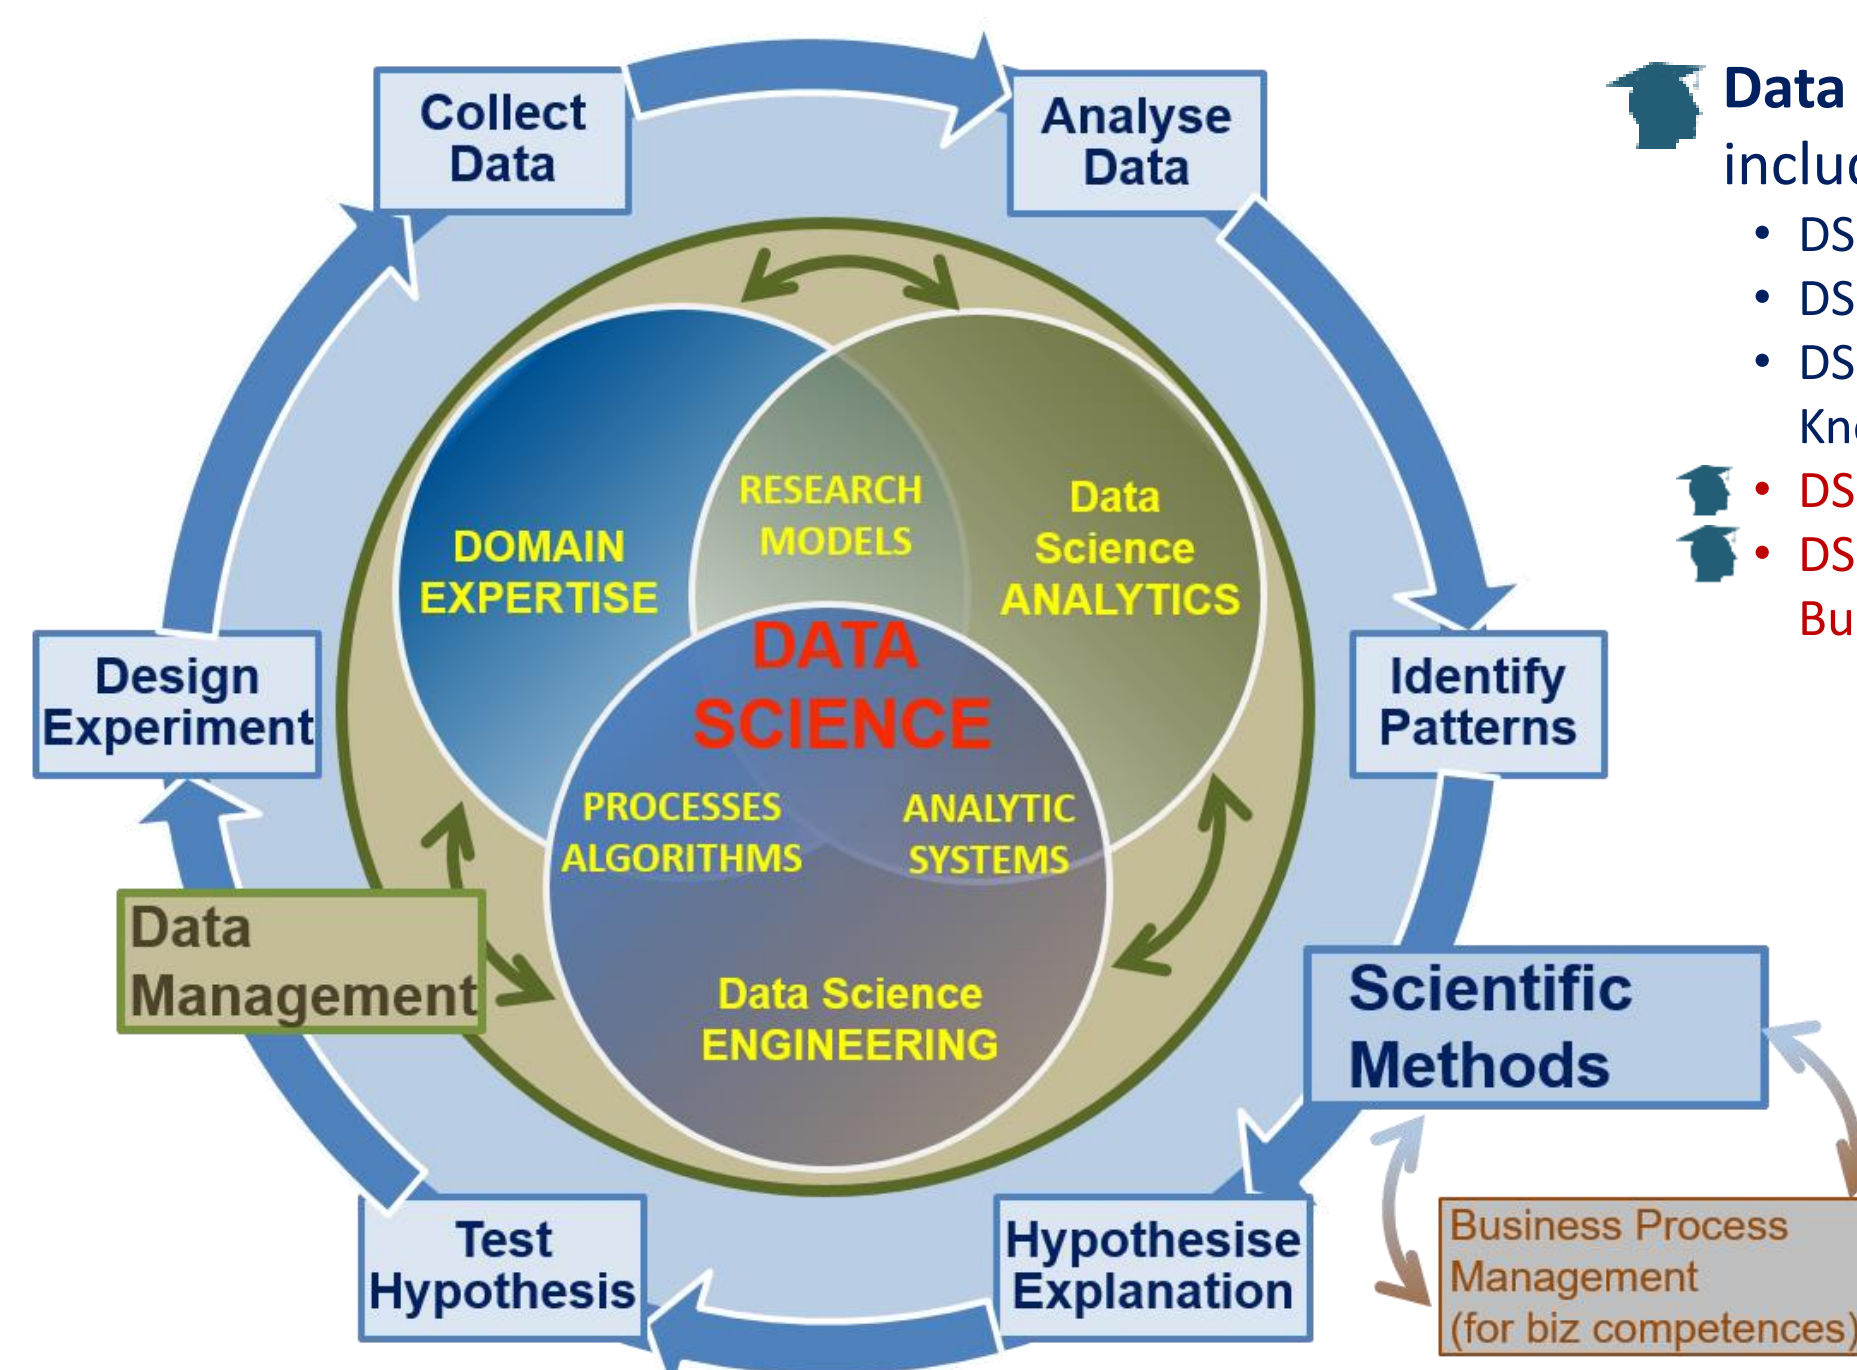 Collect
Data
Analyse
Data
Identify
Patterns
Scientific
Methods
Hypothesise
Explanation
Test
Hypothesis
Data
Management
Design
Experiment
DOMAIN
EXPERTISE
RESEARCH
MODELS
Data
Science
ANALYTICS
DATA
SCIENCE
PROCESSES
ALGORITHMS
ANALYTIC
SYSTEMS
Data Science
ENGINEERING
Business Process
Management
(for biz competences)
Data
• DS
• DS
• DS
• DS
• DS